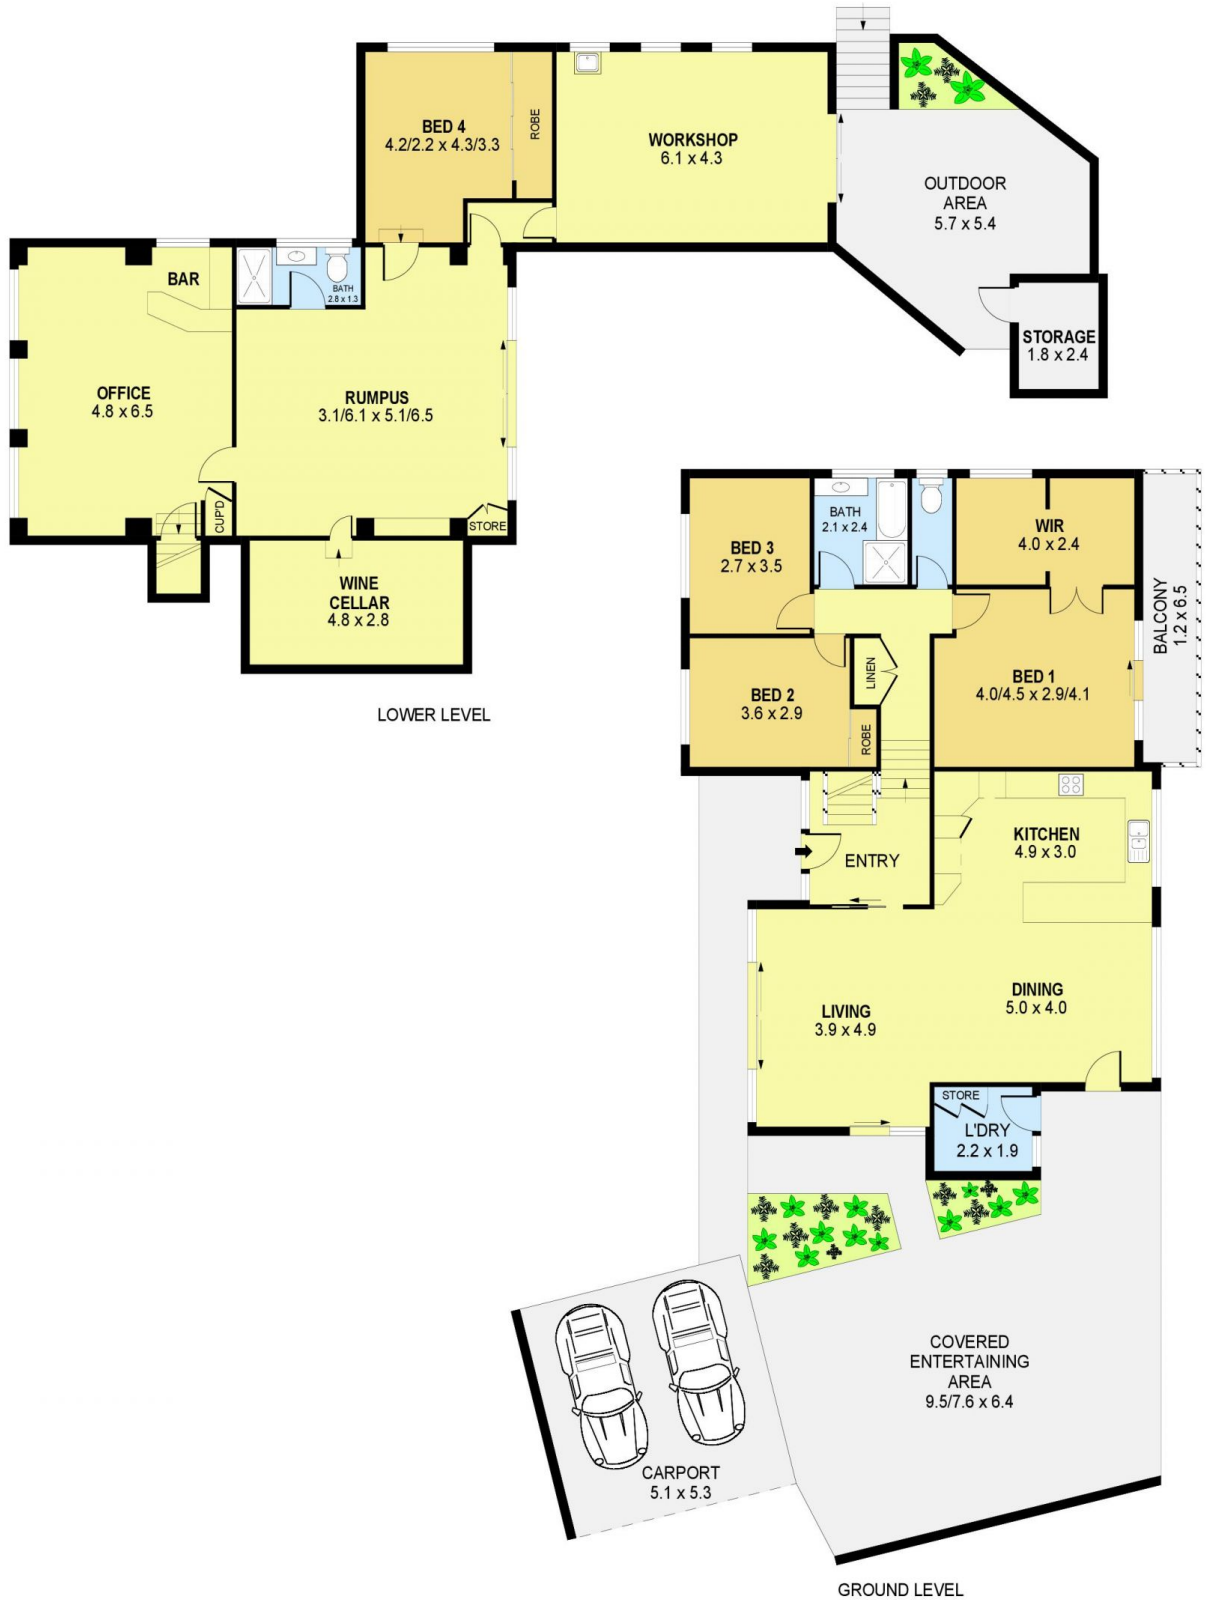 BED 4
4.2/2.2 x 4.3/3.3
ROBE
WORKSHOP
6.1 x 4.3
OUTDOOR
AREA
5.7 x 5.4
STORAGE
1.8 x 2.4
BAR
BATH
2.8 x 1.3
OFFICE
4.8 x 6.5
RUMPUS
3.1/6.1 x 5.1/6.5
CUP'D
STORE
WINE
CELLAR
4.8 x 2.8
LOWER LEVEL
BED 3
2.7 x 3.5
BATH
2.1 x 2.4
WIR
4.0 x 2.4
BALCONY
1.2 x 6.5
BED 2
3.6 x 2.9
LINEN
ROBE
BED 1
4.0/4.5 x 2.9/4.1
ENTRY
KITCHEN
4.9 x 3.0
LIVING
3.9 x 4.9
DINING
5.0 x 4.0
STORE
L'DRY
2.2 x 1.9
COVERED
ENTERTAINING
AREA
9.5/7.6 x 6.4
CARPORT
5.1 x 5.3
GROUND LEVEL